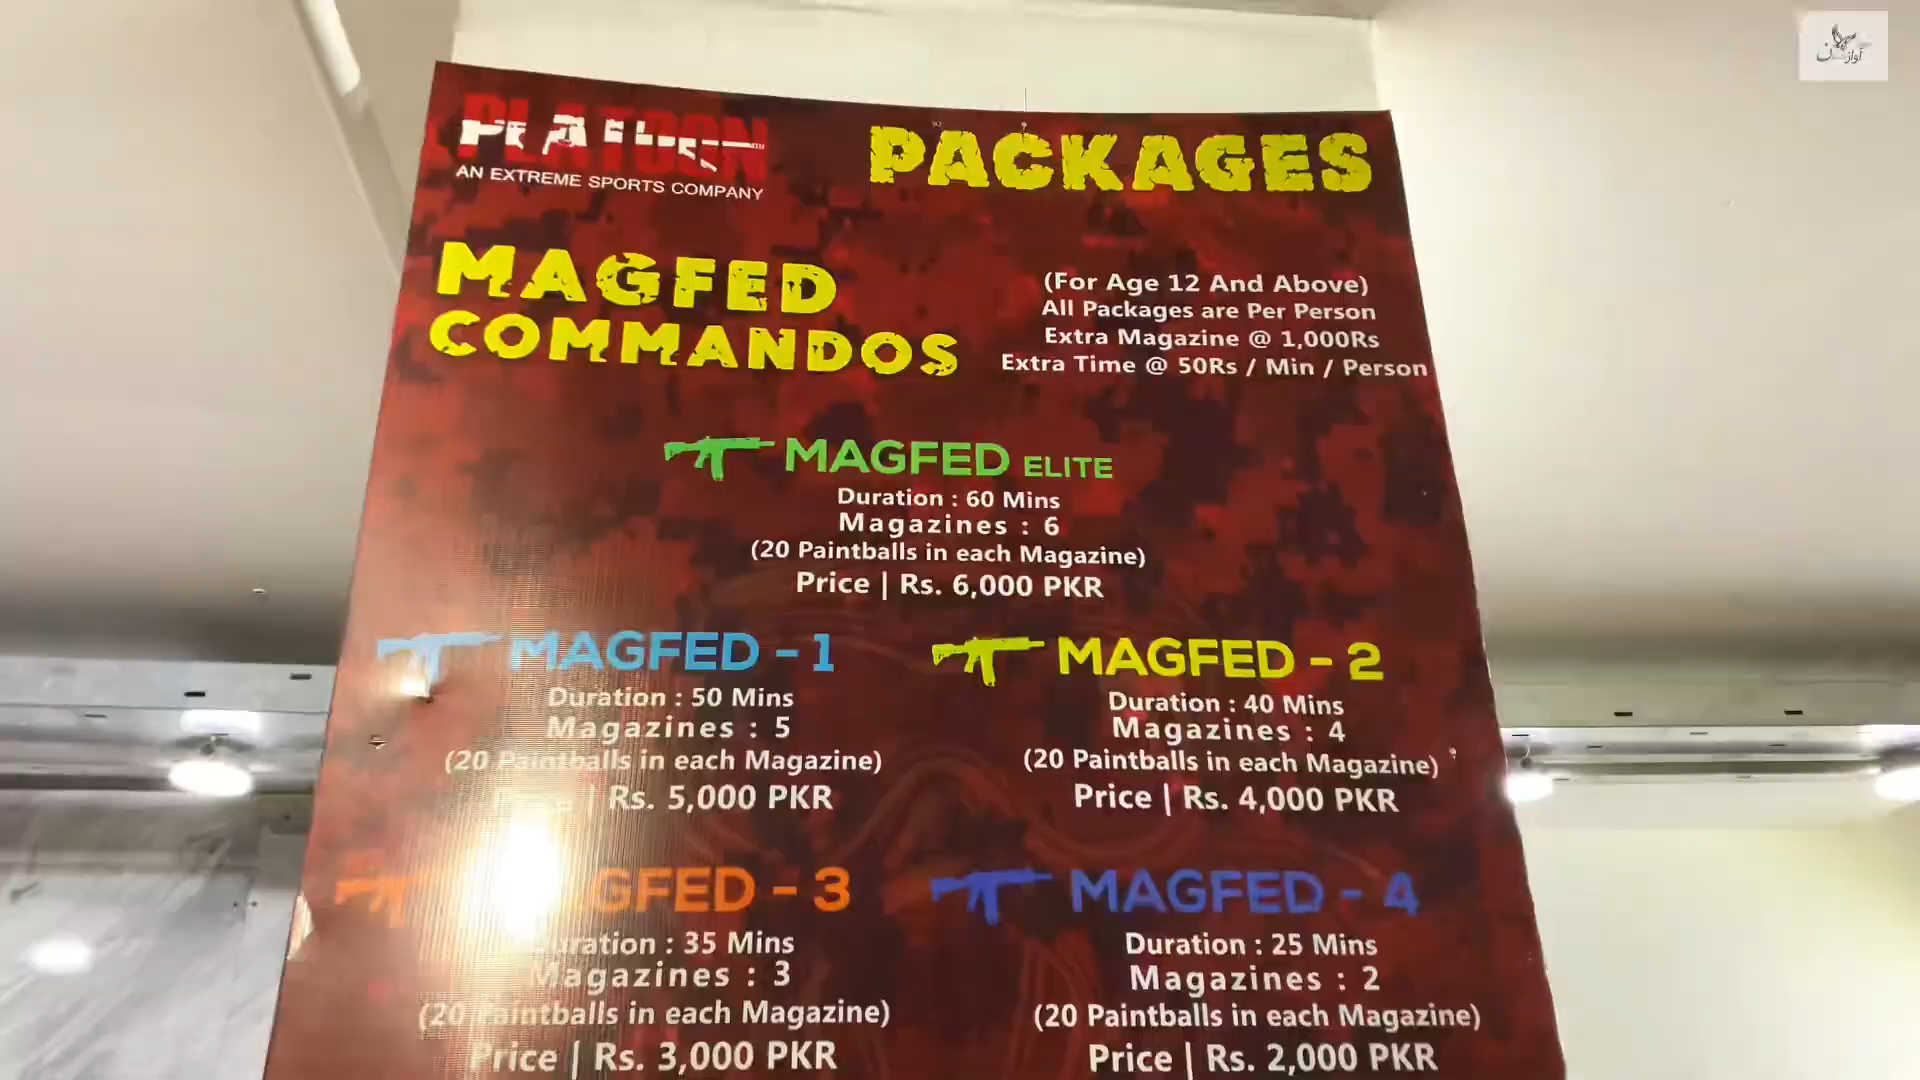 PLATOON
AN EXTREME SPORTS COMPANY
PACKAGES
MAGFED
COMMANDOS
(For Age 12 And Above)
All Packages are Per Person
Extra Magazine @ 1,000Rs
Extra Time @ 50Rs / Min / Person
MAGFED ELITE
Duration : 60 Mins
Magazines : 6
(20 Paintballs in each Magazine)
Price | Rs. 6,000 PKR
MAGFED - 1
Duration : 50 Mins
Magazines : 5
(20 Paintballs in each Magazine)
| Rs. 5,000 PKR
MAGFED - 2
Duration : 40 Mins
Magazines : 4
(20 Paintballs in each Magazine)
Price | Rs. 4,000 PKR
MAGFED - 3
Duration : 35 Mins
Magazines : 3
(20 Paintballs in each Magazine)
Price | Rs. 3,000 PKR
MAGFED - 4
Duration : 25 Mins
Magazines : 2
(20 Paintballs in each Magazine)
Price | Rs. 2,000 PKR